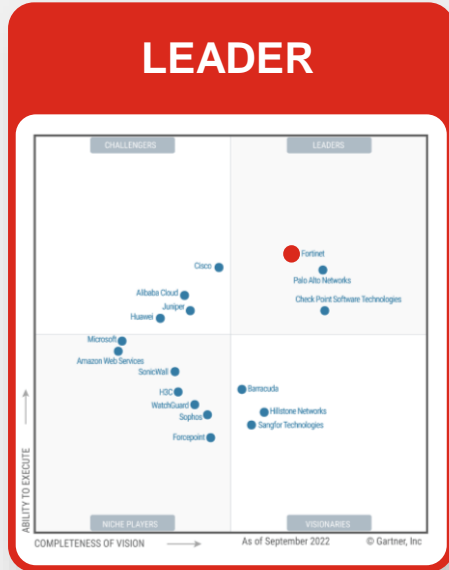 LEADER
CHALLENGERS
LEADERS
Fortinet
Cisco
Palo Alto Networks
Alibaba Cloud
Check Point Software Technologies
Juniper
Huawei
Microsoft
Amazon Web Services
SonicWall
H3C
Barracuda
WatchGuard
Hillstone Networks
Sophos
Sangfor Technologies
Forcepoint
ABILITY TO EXECUTE
NICHE PLAYERS
VISIONARIES
COMPLETENESS OF VISION
As of September 2022
© Gartner, Inc